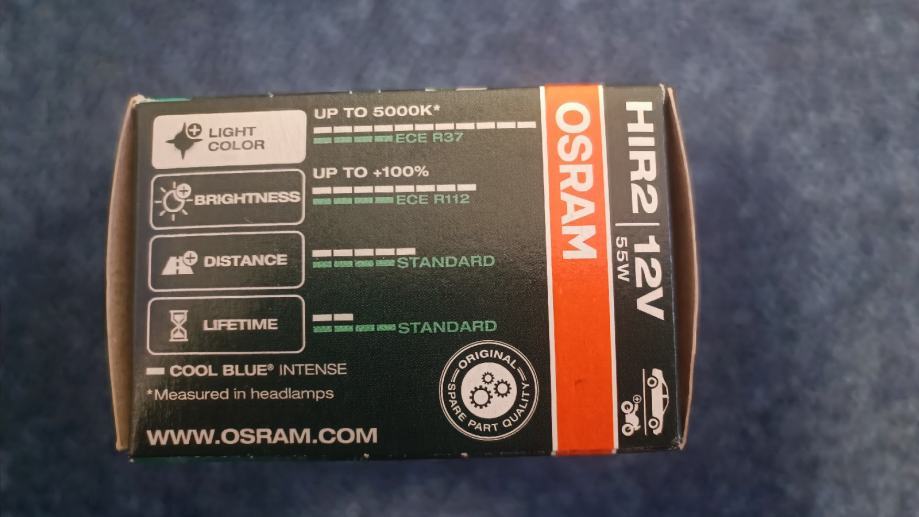 LIGHT
COLOR
UP TO 5000K*
ECE R37
BRIGHTNESS
UP TO +100%
ECE R112
DISTANCE
STANDARD
LIFETIME
STANDARD
COOL BLUE® INTENSE
*Measured in headlamps
WWW.OSRAM.COM
ORIGINAL
SPARE PART QUALITY
OSRAM
HIR2 | 12V
55W